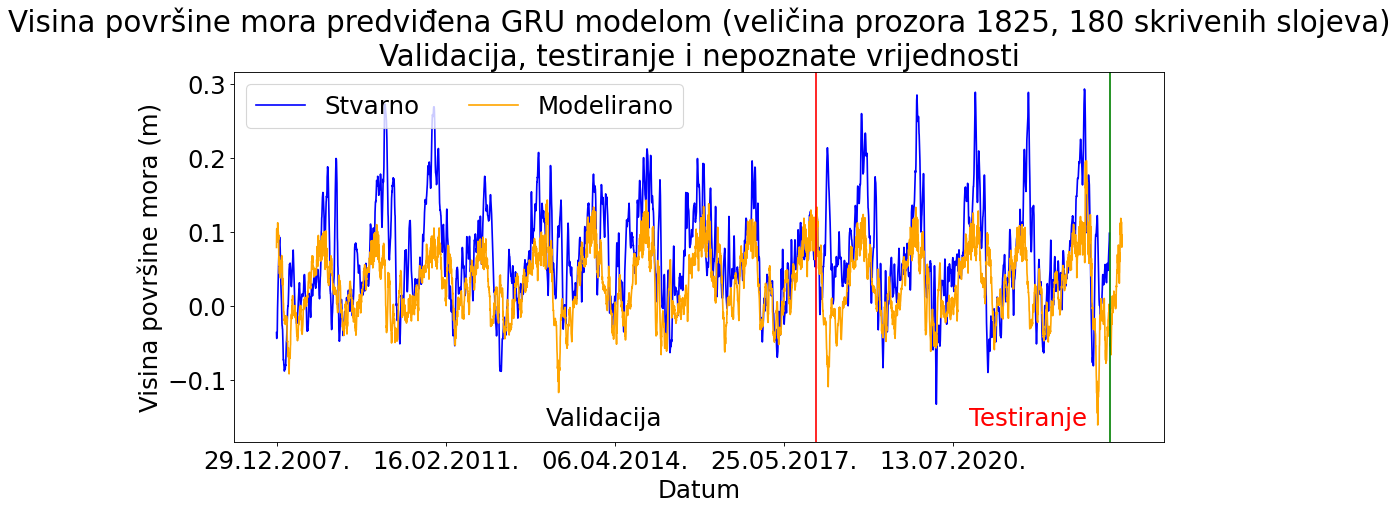 Visina površine mora predviđena GRU modelom (veličina prozora 1825, 180 skrivenih slojeva)
Validacija, testiranje i nepoznate vrijednosti
Stvarno
Modelirano
Visina površine mora (m)
0.3
0.2
0.1
0.0
−0.1
Validacija
Testiranje
29.12.2007.
16.02.2011.
06.04.2014.
25.05.2017.
13.07.2020.
Datum